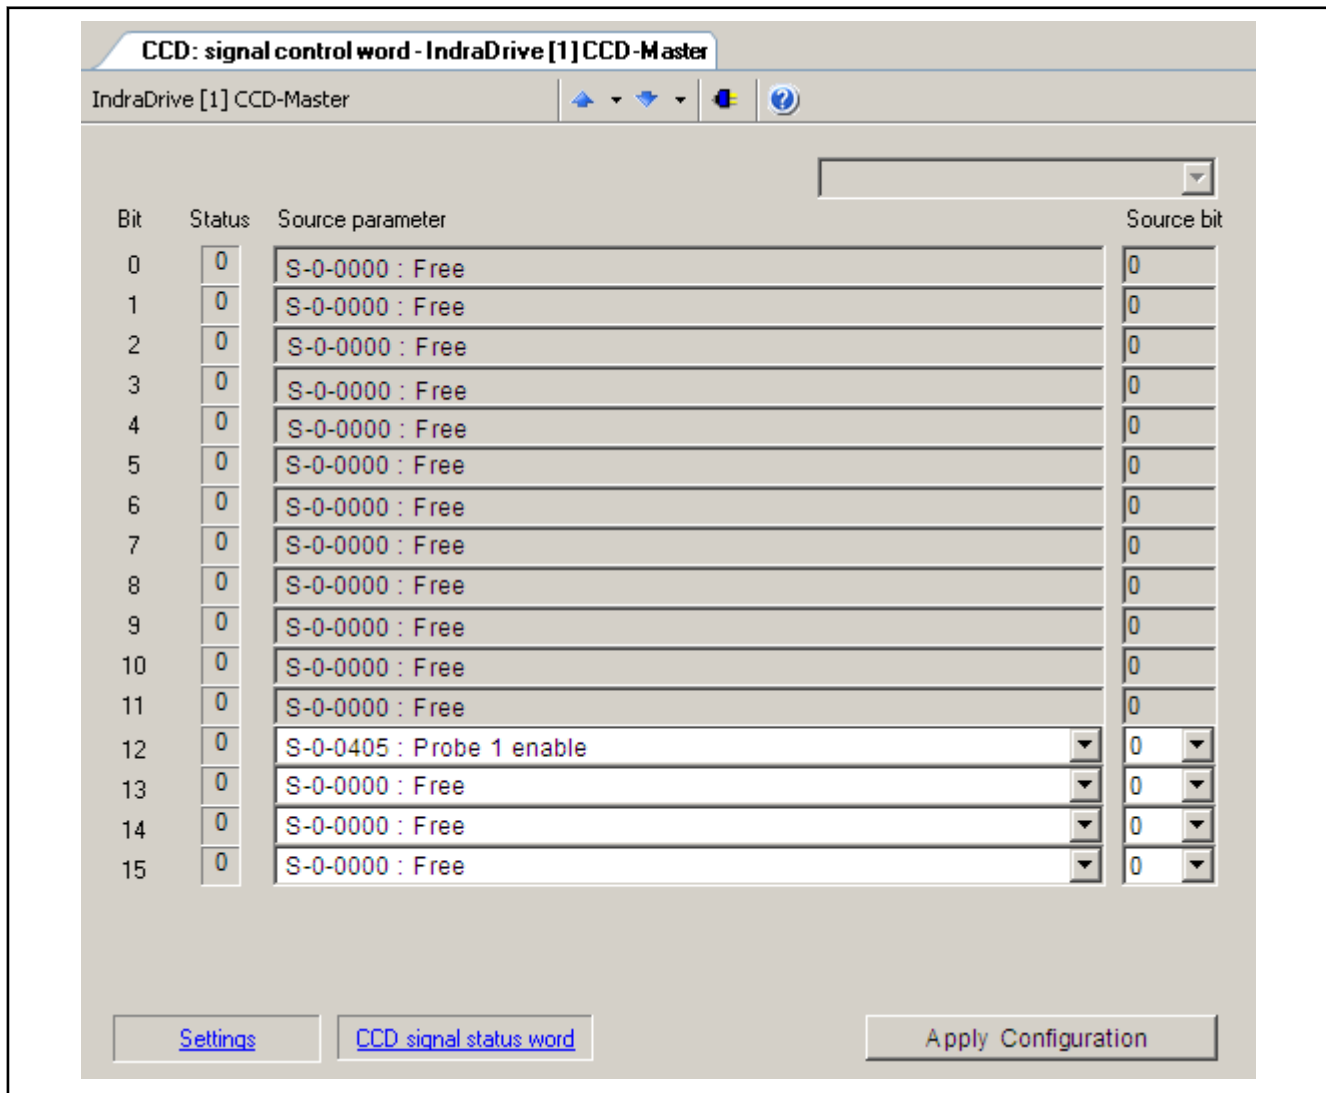 CCD: signal control word - IndraDrive [1] CCD-Master
IndraDrive [1] CCD-Master
Bit Status Source parameter Source bit
0 0 S-0-0000 : Free 0
1 0 S-0-0000 : Free 0
2 0 S-0-0000 : Free 0
3 0 S-0-0000 : Free 0
4 0 S-0-0000 : Free 0
5 0 S-0-0000 : Free 0
6 0 S-0-0000 : Free 0
7 0 S-0-0000 : Free 0
8 0 S-0-0000 : Free 0
9 0 S-0-0000 : Free 0
10 0 S-0-0000 : Free 0
11 0 S-0-0000 : Free 0
12 0 S-0-0405 : Probe 1 enable 0
13 0 S-0-0000 : Free 0
14 0 S-0-0000 : Free 0
15 0 S-0-0000 : Free 0
Settings CCD signal status word Apply Configuration